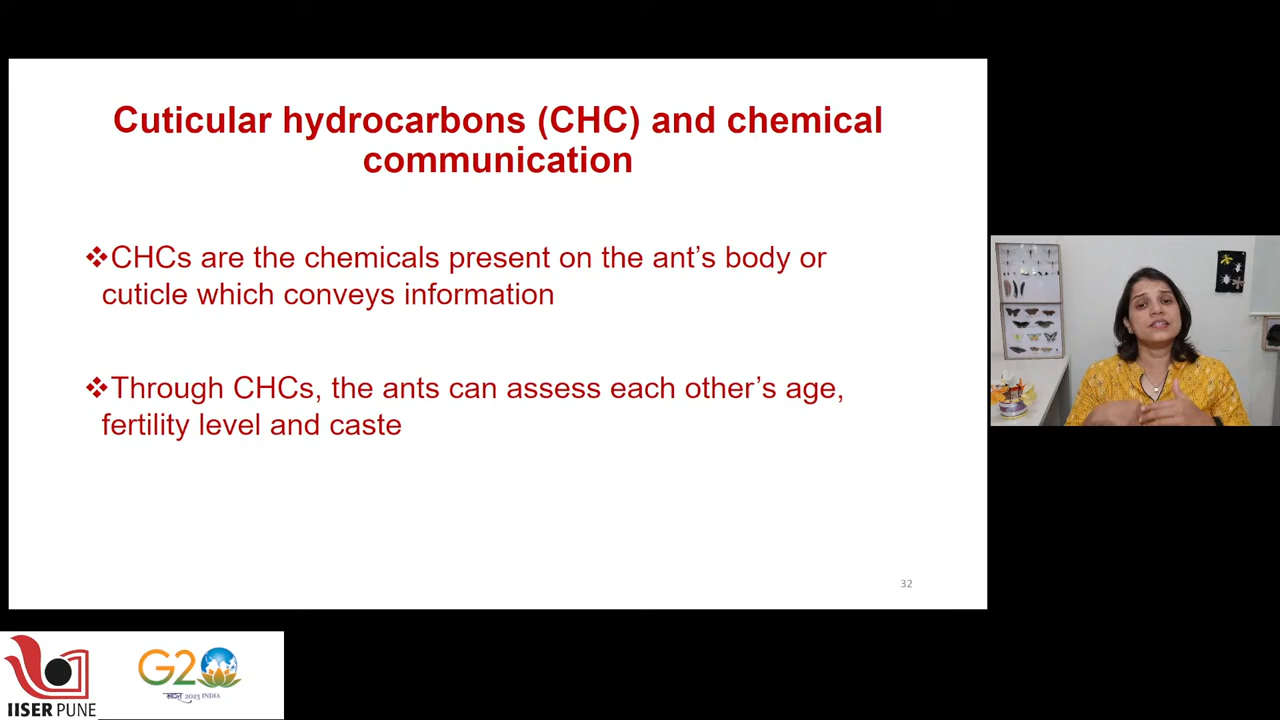 Cuticular hydrocarbons (CHC) and chemical
communication
❖CHCs are the chemicals present on the ant’s body or
cuticle which conveys information
❖Through CHCs, the ants can assess each other’s age,
fertility level and caste
32
IISER PUNE
G20
भारत 2023 INDIA